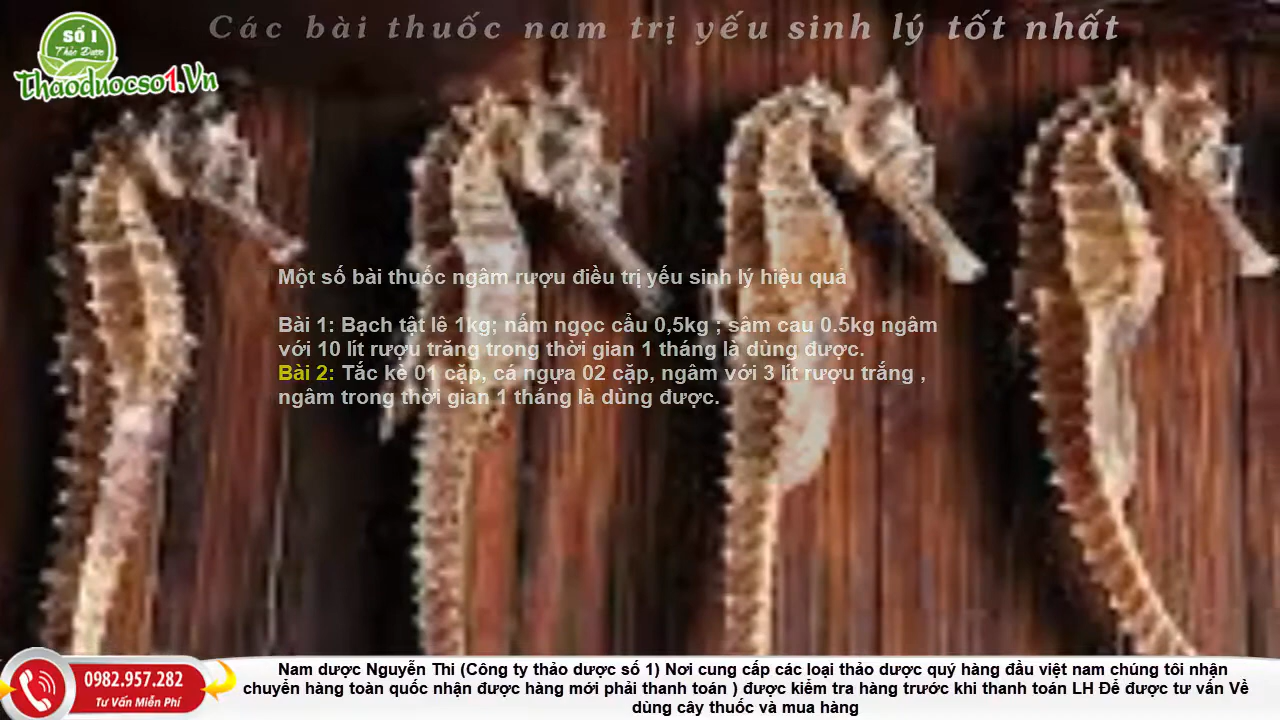 Các bài thuốc nam trị yếu sinh lý tốt nhất
SỐ 1
Thảo Dược
Thaoduocso1.Vn
Một số bài thuốc ngâm rượu điều trị yếu sinh lý hiệu quả
Bài 1: Bạch tật lê 1kg; nấm ngọc cẩu 0,5kg ; sâm cau 0.5kg ngâm
với 10 lít rượu trăng trong thời gian 1 tháng là dùng được.
Bài 2: Tắc kè 01 cặp, cá ngựa 02 cặp, ngâm với 3 lít rượu trắng ,
ngâm trong thời gian 1 tháng là dùng được.
0982.957.282
Tư Vấn Miễn Phí
Nam dược Nguyễn Thi (Công ty thảo dược số 1) Nơi cung cấp các loại thảo dược quý hàng đầu việt nam chúng tôi nhận
chuyển hàng toàn quốc nhận được hàng mới phải thanh toán ) được kiểm tra hàng trước khi thanh toán LH Để được tư vấn Về
dùng cây thuốc và mua hàng